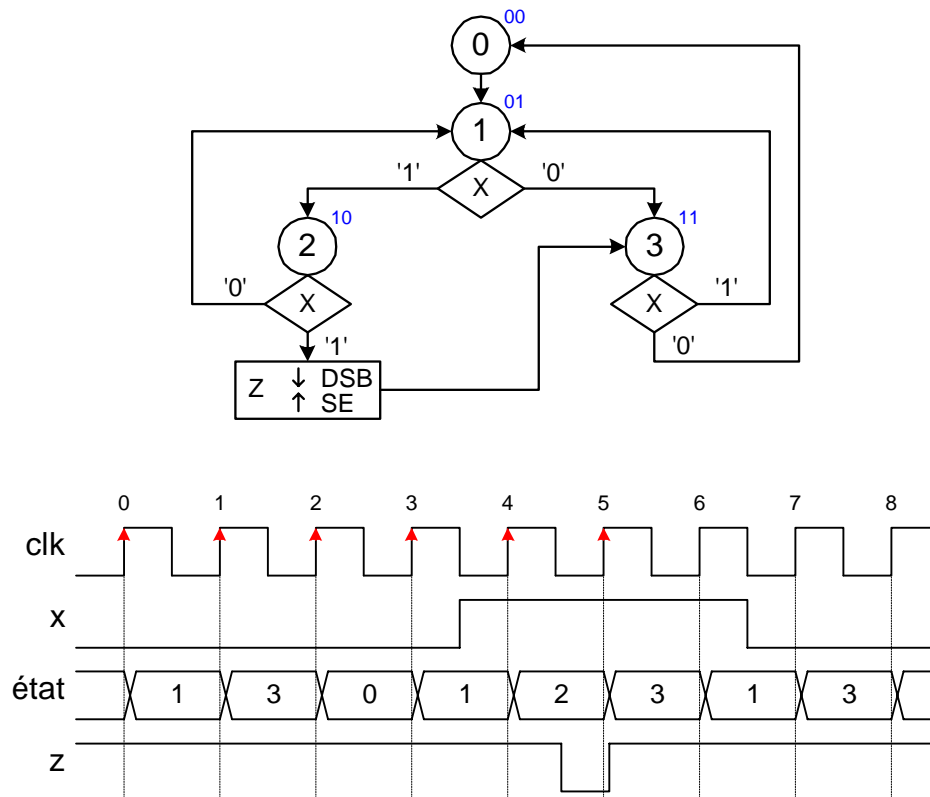 00
0
01
1
'1' X '0'
10 11
2 3
'0' X X '1'
'1' '0'
Z ↓ DSB
↑ SE
0 1 2 3 4 5 6 7 8
clk
x
état 1 3 0 1 2 3 1 3
z